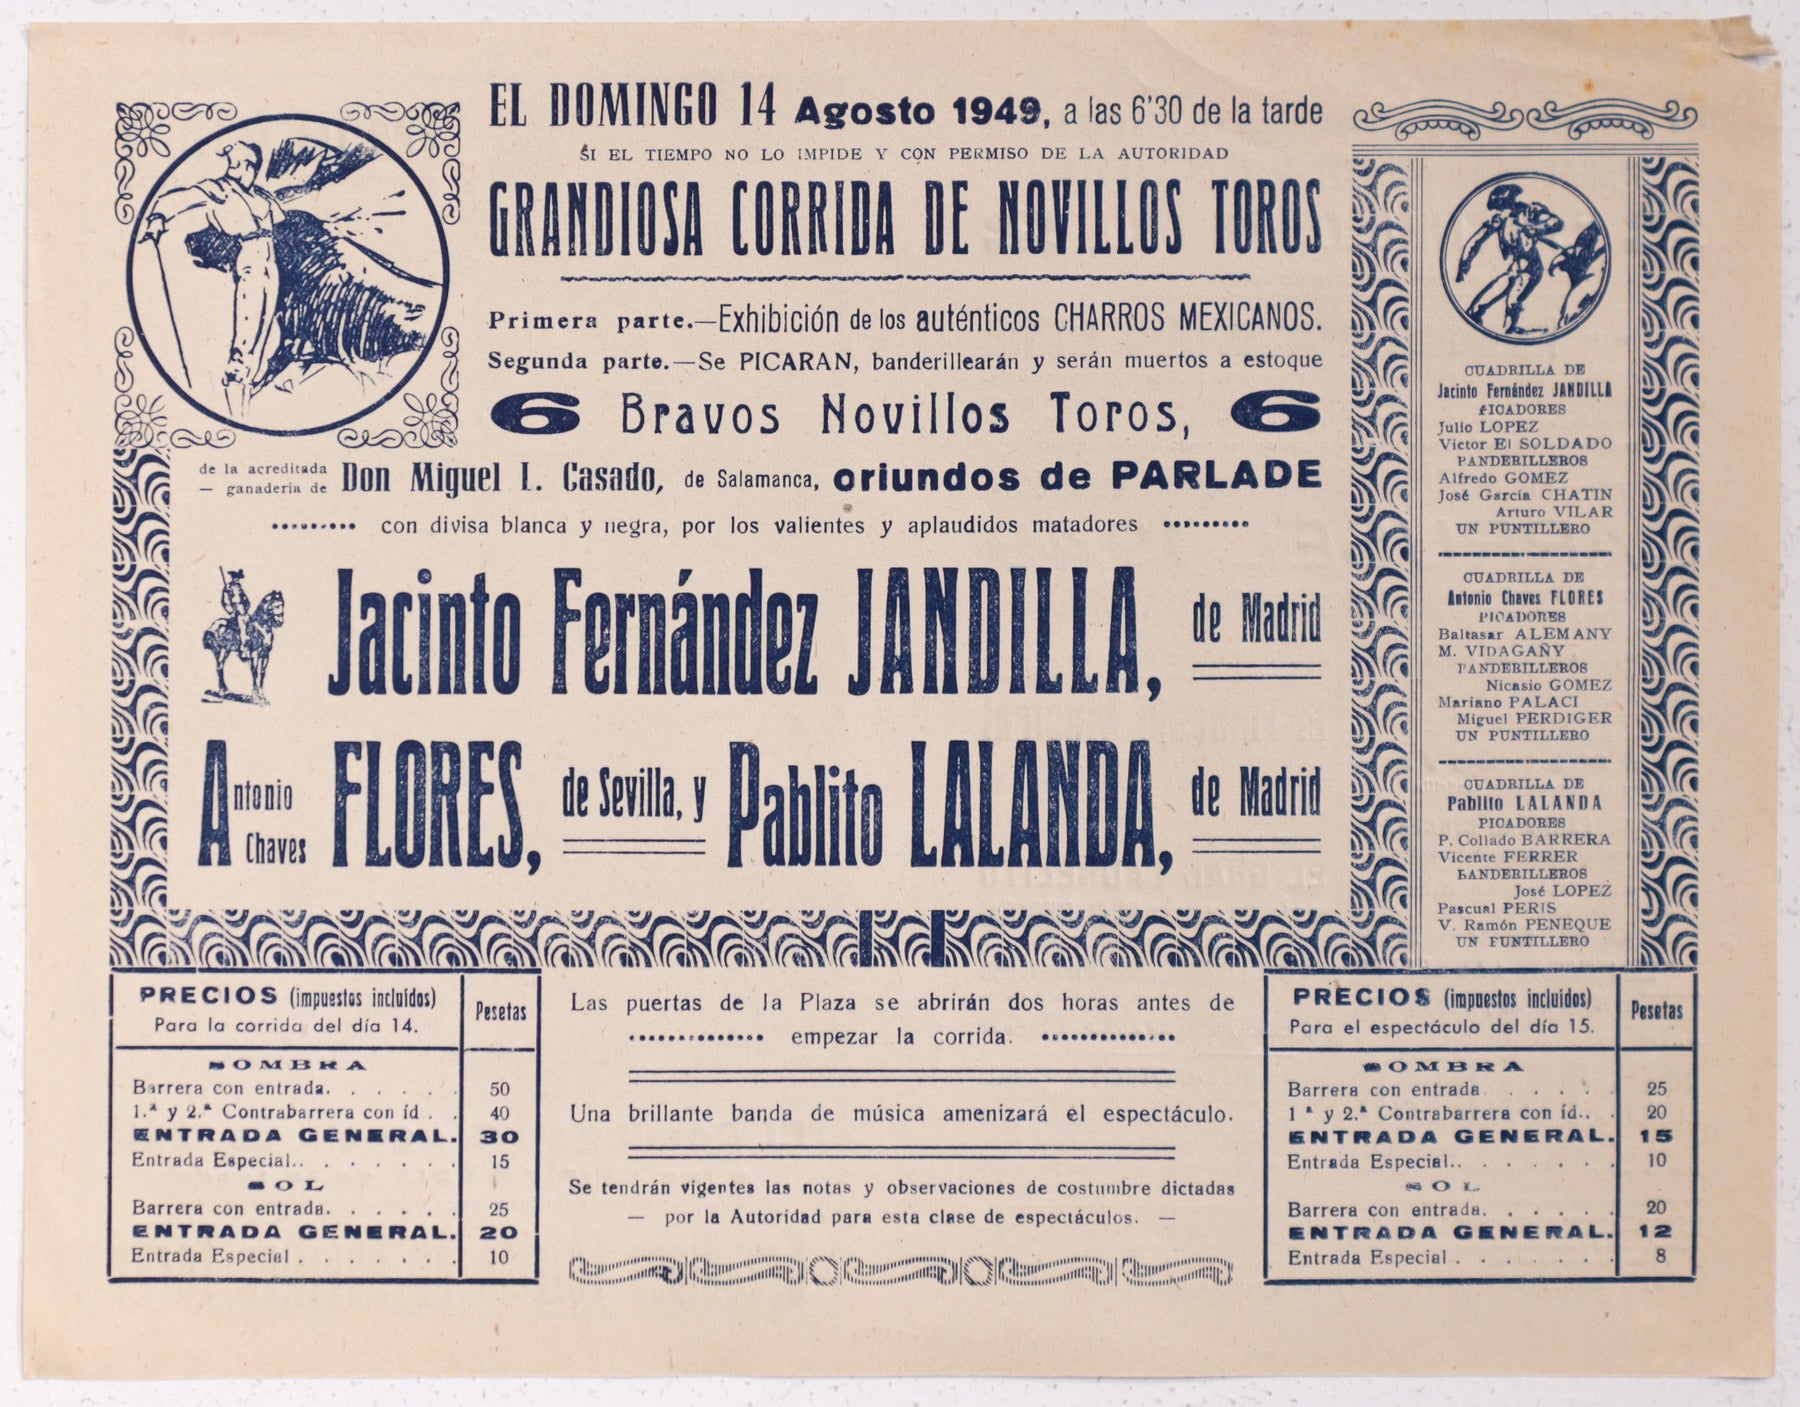 EL DOMINGO 14 Agosto 1949, a las 6'30 de la tarde
SI EL TIEMPO NO LO IMPIDE Y CON PERMISO DE LA AUTORIDAD
GRANDIOSA CORRIDA DE NOVILLOS TOROS
Primera parte.—Exhibición de los auténticos CHARROS MEXICANOS.
Segunda parte.—Se PICARAN, banderillearán y serán muertos a estoque
6 Bravos Novillos Toros, 6
de la acreditada
— ganadería de Don Miguel I. Casado, de Salamanca, oriundos de PARLADE
con divisa blanca y negra, por los valientes y aplaudidos matadores
Jacinto Fernández JANDILLA, de Madrid
Antonio Chaves FLORES, de Sevilla, y Pablito LALANDA, de Madrid
CUADRILLA DE
Jacinto Fernández JANDILLA
PICADORES
Julio LOPEZ
Victor El SOLDADO
BANDERILLEROS
Alfredo GOMEZ
José García CHATIN
Arturo VILAR
UN PUNTILLERO
CUADRILLA DE
Antonio Chaves FLORES
PICADORES
Baltasar ALEMANY
M. VIDAGAÑY
BANDERILLEROS
Nicasio GOMEZ
Mariano PALACI
Miguel PERDIGER
UN PUNTILLERO
CUADRILLA DE
Pablito LALANDA
PICADORES
P. Collado BARRERA
Vicente FERRER
BANDERILLEROS
José LOPEZ
Pascual PERIS
V. Ramón PENEQUE
UN PUNTILLERO
PRECIOS (impuestos incluídos) Pesetas
Para la corrida del día 14.
SOMBRA
Barrera con entrada. . . . . . 50
1.ª y 2.ª Contrabarrera con íd . . 40
ENTRADA GENERAL. 30
Entrada Especial.. . . . . . . 15
SOL
Barrera con entrada. . . . . . 25
ENTRADA GENERAL. 20
Entrada Especial . . . . . . . 10
Las puertas de la Plaza se abrirán dos horas antes de
empezar la corrida.
Una brillante banda de música amenizará el espectáculo.
Se tendrán vigentes las notas y observaciones de costumbre dictadas
— por la Autoridad para esta clase de espectáculos. —
PRECIOS (impuestos incluidos) Pesetas
Para el espectáculo del día 15.
SOMBRA
Barrera con entrada . . . . . 25
1 ª y 2.ª Contrabarrera con íd.. . 20
ENTRADA GENERAL. 15
Entrada Especial.. . . . . . . 10
SOL
Barrera con entrada. . . . . . 20
ENTRADA GENERAL. 12
Entrada Especial . . . . . . . 8